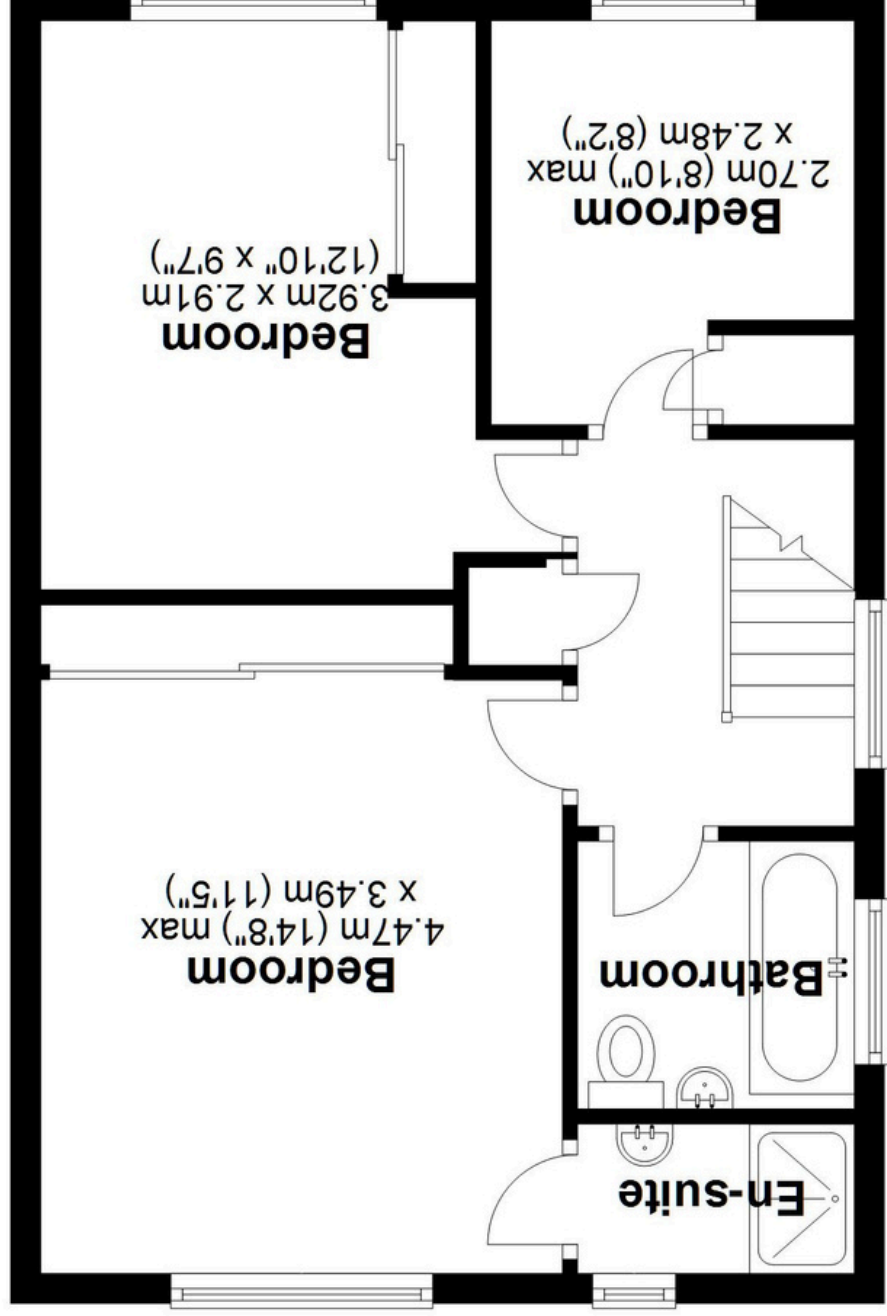 En-suite
Bathroom
Bedroom
4.47m (14'8") max
x 3.49m (11'5")
Bedroom
3.92m x 2.91m
(12'10" x 9'7")
Bedroom
2.70m (8'10") max
x 2.48m (8'2")